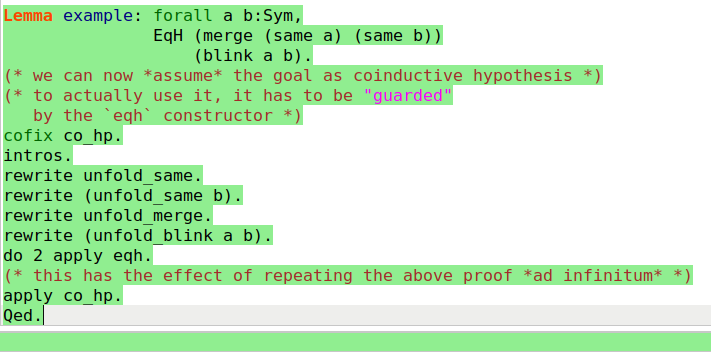 Lemma example: forall a b:Sym,
EqH (merge (same a) (same b))
(blink a b).
(* we can now *assume* the goal as coinductive hypothesis *)
(* to actually use it, it has to be "guarded"
by the `eqh` constructor *)
cofix co_hp.
intros.
rewrite unfold_same.
rewrite (unfold_same b).
rewrite unfold_merge.
rewrite (unfold_blink a b).
do 2 apply eqh.
(* this has the effect of repeating the above proof *ad infinitum* *)
apply co_hp.
Qed.